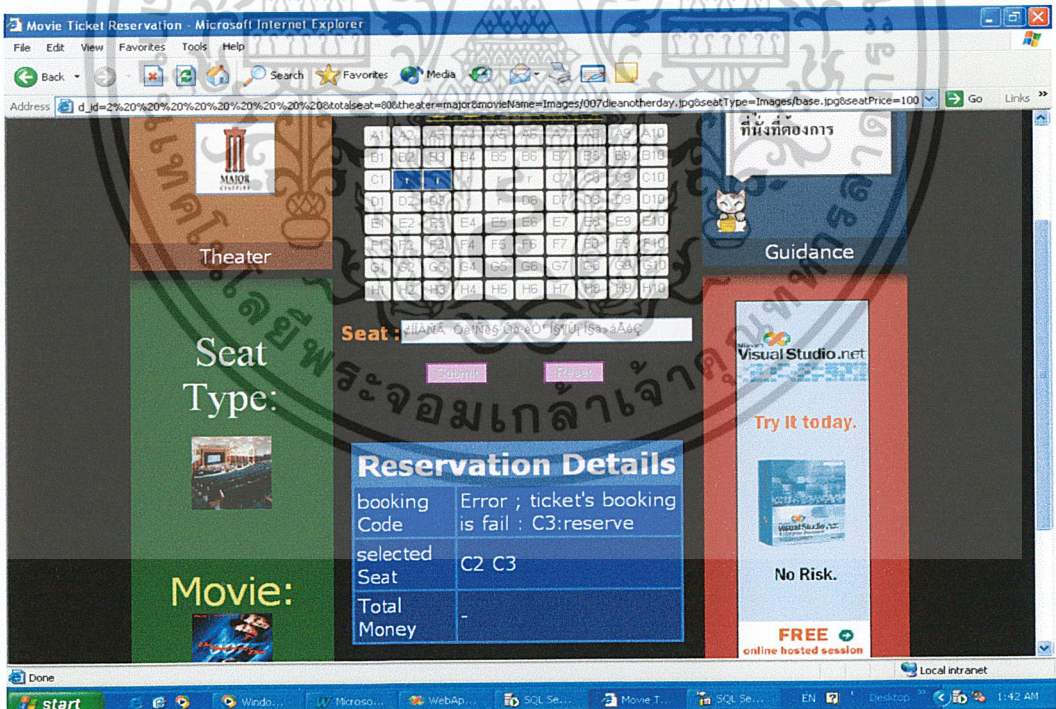 Movie Ticket Reservation - Microsoft Internet Explorer
File Edit View Favorites Tools Help
Back Search Favorites Media
Address d_id=2%20%20%20%20%20%20%20%20&totalseat=80&theater=major&movieName=Images/007dieanotherday.jpg&seatType=Images/base.jpg&seatPrice=100 Go Links
ที่นั่งที่ต้องการ
MAJOR
CINEPLEX
Theater
Guidance
A1 A2 A3 A4 A5 A6 A7 A8 A9 A10
B1 B2 B3 B4 B5 B6 B7 B8 B9 B10
C1 r r r r r C7 C8 C9 C10
D1 D2 D3 r r D6 D7 D8 D9 D10
E1 E2 E3 E4 E5 E6 E7 E8 E9 E10
F1 F2 F3 F4 F5 F6 F7 F8 F9 F10
G1 G2 G3 G4 G5 G6 G7 G8 G9 G10
H1 H2 H3 H4 H5 H6 H7 H8 H9 H10
Seat :
Submit Reset
Seat
Type:
Movie:
Reservation Details
booking Code Error ; ticket's booking is fail : C3:reserve
selected Seat C2 C3
Total Money -
Microsoft
Visual Studio.net
Try It today.
No Risk.
FREE
online hosted session
Done Local intranet
start Windo... Microso... WebAp... SQL Se... Movie T... SQL Se... EN Desktop 1:42 AM